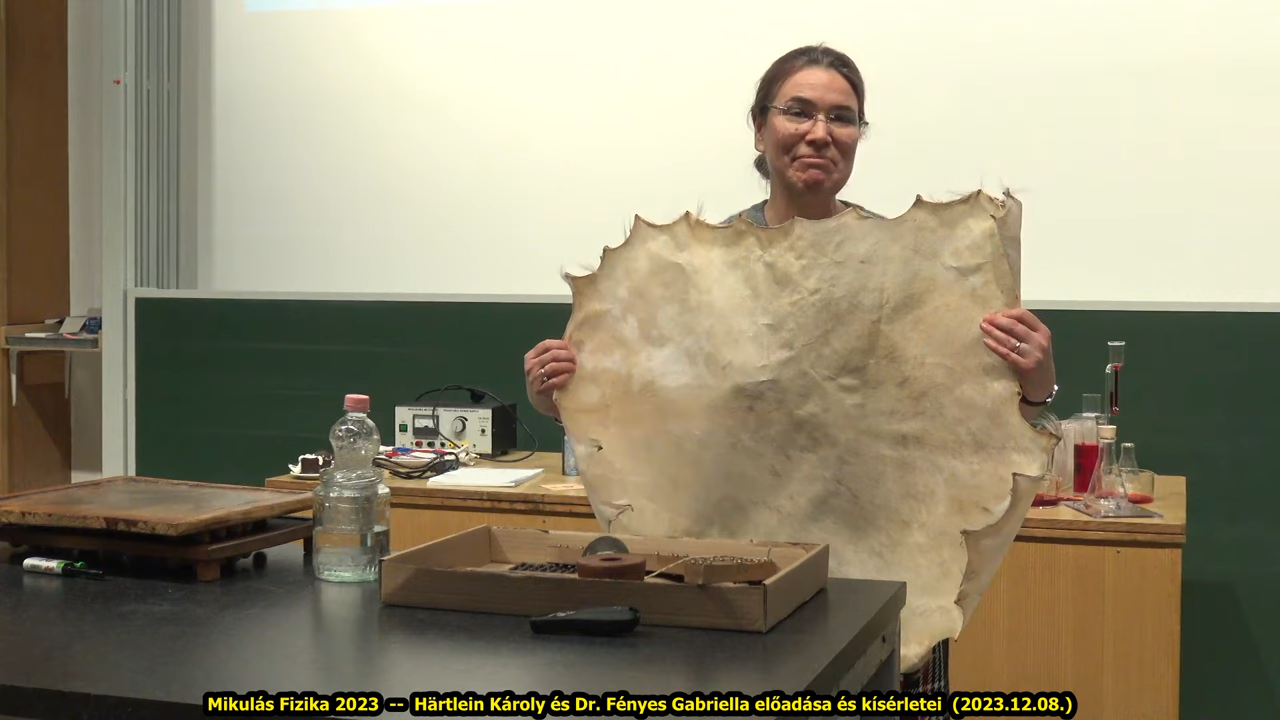 Mikulás Fizika 2023 -- Härtlein Károly és Dr. Fényes Gabriella előadása és kísérletei (2023.12.08.)